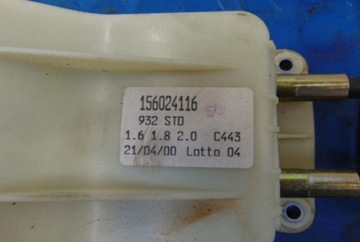 156024116
932 STD
1.6 1.8 2.0 C443
21/04/00 Lotto 04